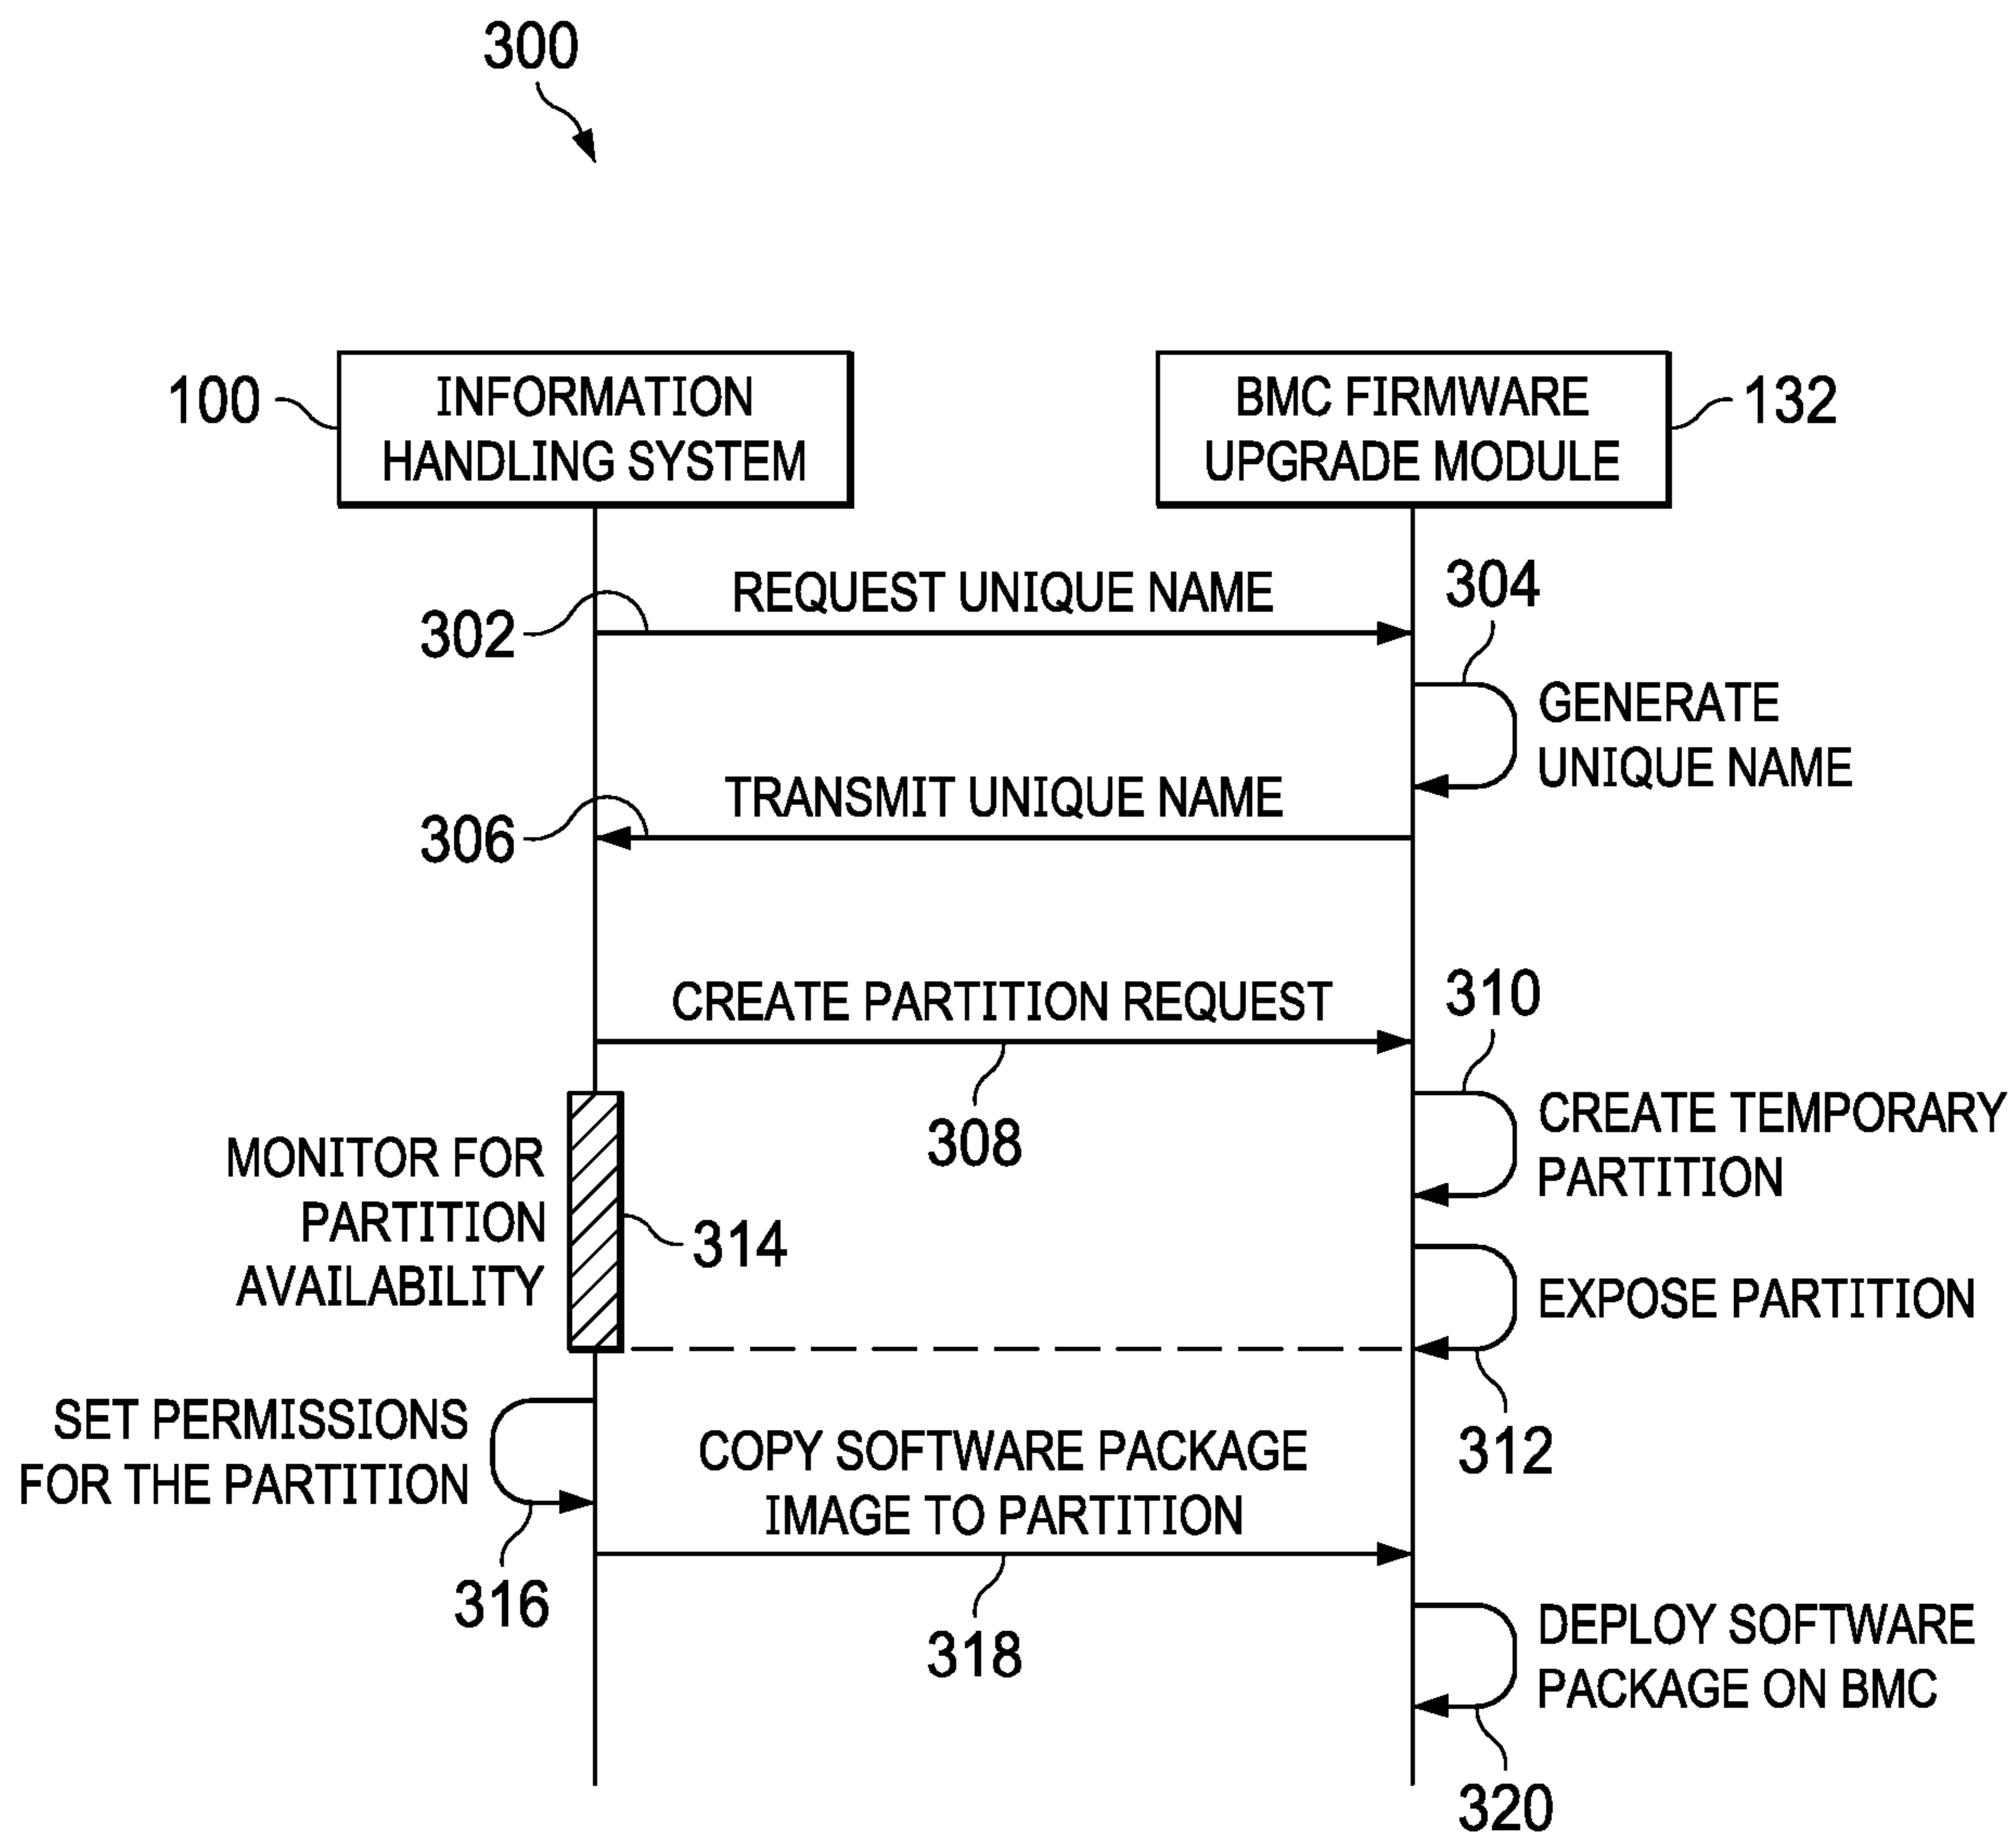 300
100
INFORMATION
HANDLING SYSTEM
BMC FIRMWARE
UPGRADE MODULE
132
REQUEST UNIQUE NAME
302
304
GENERATE
UNIQUE NAME
TRANSMIT UNIQUE NAME
306
CREATE PARTITION REQUEST
308
310
CREATE TEMPORARY
PARTITION
MONITOR FOR
PARTITION
AVAILABILITY
314
EXPOSE PARTITION
312
SET PERMISSIONS
FOR THE PARTITION
316
COPY SOFTWARE PACKAGE
IMAGE TO PARTITION
318
DEPLOY SOFTWARE
PACKAGE ON BMC
320